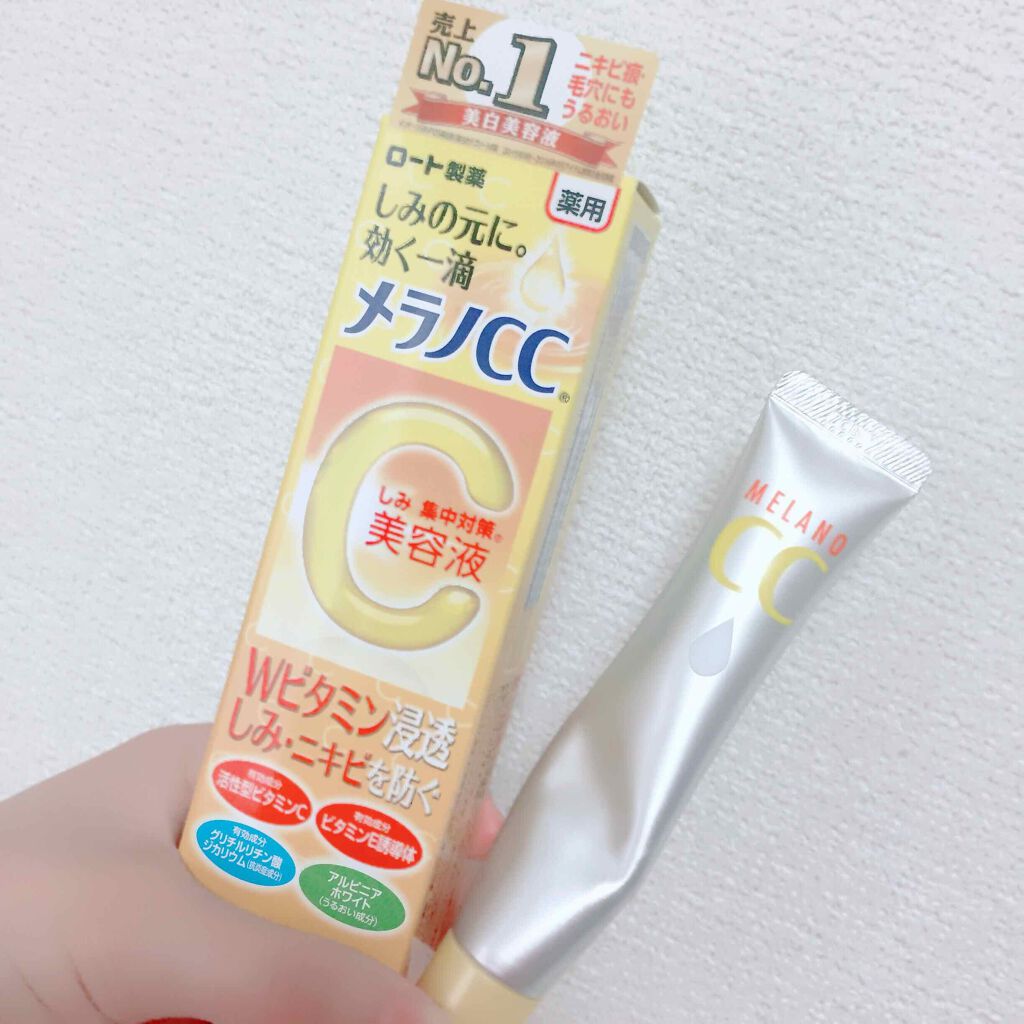 売上
No.1
ニキビ痕・
毛穴にも
うるおい
美白美容液
ロート製薬
薬用
しみの元に。
効く一滴
メラノCC®
C
しみ 集中対策®
美容液
Wビタミン浸透
しみ・ニキビを防ぐ
有効成分
活性型ビタミンC
有効成分
ビタミンE誘導体
有効成分
グリチルリチン酸
ジカリウム(抗炎症成分)
アルピニア
ホワイト
(うるおい成分)
MELANO
CC